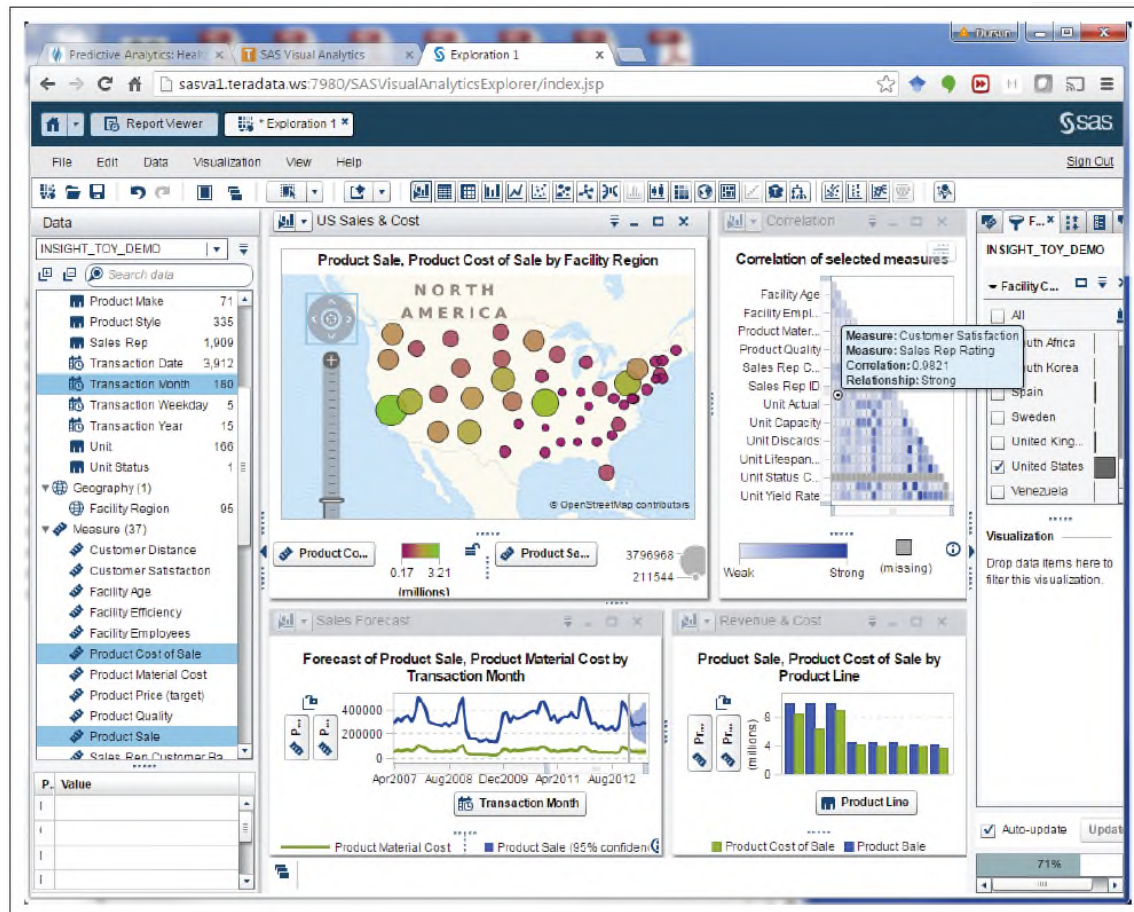 Predictive Analytics: Heal
SAS Visual Analytics
Exploration 1
sasva1.teradata.ws:7980/SASVisualAnalyticsExplorer/index.jsp
Report Viewer
* Exploration 1
sas
File Edit Data Visualization View Help
Sign Out
Data
INSIGHT_TOY_DEMO
Search data
Product Make 71
Product Style 335
Sales Rep 1,909
Transaction Date 3,912
Transaction Month 180
Transaction Weekday 5
Transaction Year 15
Unit 166
Unit Status 1
Geography (1)
Facility Region 95
Measure (37)
Customer Distance
Customer Satisfaction
Facility Age
Facility Efficiency
Facility Employees
Product Cost of Sale
Product Material Cost
Product Price (target)
Product Quality
Product Sale
Sales Rep Customer Ra
P.. Value
US Sales & Cost
Product Sale, Product Cost of Sale by Facility Region
NORTH
AMERICA
© OpenStreetMap contributors
Product Co...
0.17 3.21
(millions)
Product Sa...
3796968
211544
Correlation
Correlation of selected measures
Facility Age
Facility Empl...
Product Mater...
Product Quality
Sales Rep C...
Sales Rep ID
Unit Actual
Unit Capacity
Unit Discards
Unit Lifespan...
Unit Status C...
Unit Yield Rate
Measure: Customer Satisfaction
Measure: Sales Rep Rating
Correlation: 0.9821
Relationship: Strong
Weak Strong
(missing)
Sales Forecast
Forecast of Product Sale, Product Material Cost by
Transaction Month
P...
P...
400000
200000
0
Apr2007 Aug2008 Dec2009 Apr2011 Aug2012
Transaction Month
Product Material Cost Product Sale (95% confiden
Revenue & Cost
Product Sale, Product Cost of Sale by
Product Line
Pr...
Pr...
(millions)
8
4
0
Product Line
Product Cost of Sale Product Sale
F...
INSIGHT_TOY_DEMO
Facility C...
All
South Africa
South Korea
Spain
Sweden
United King...
United States
Venezuela
Visualization
Drop data items here to
filter this visualization.
Auto-update Updat
71%